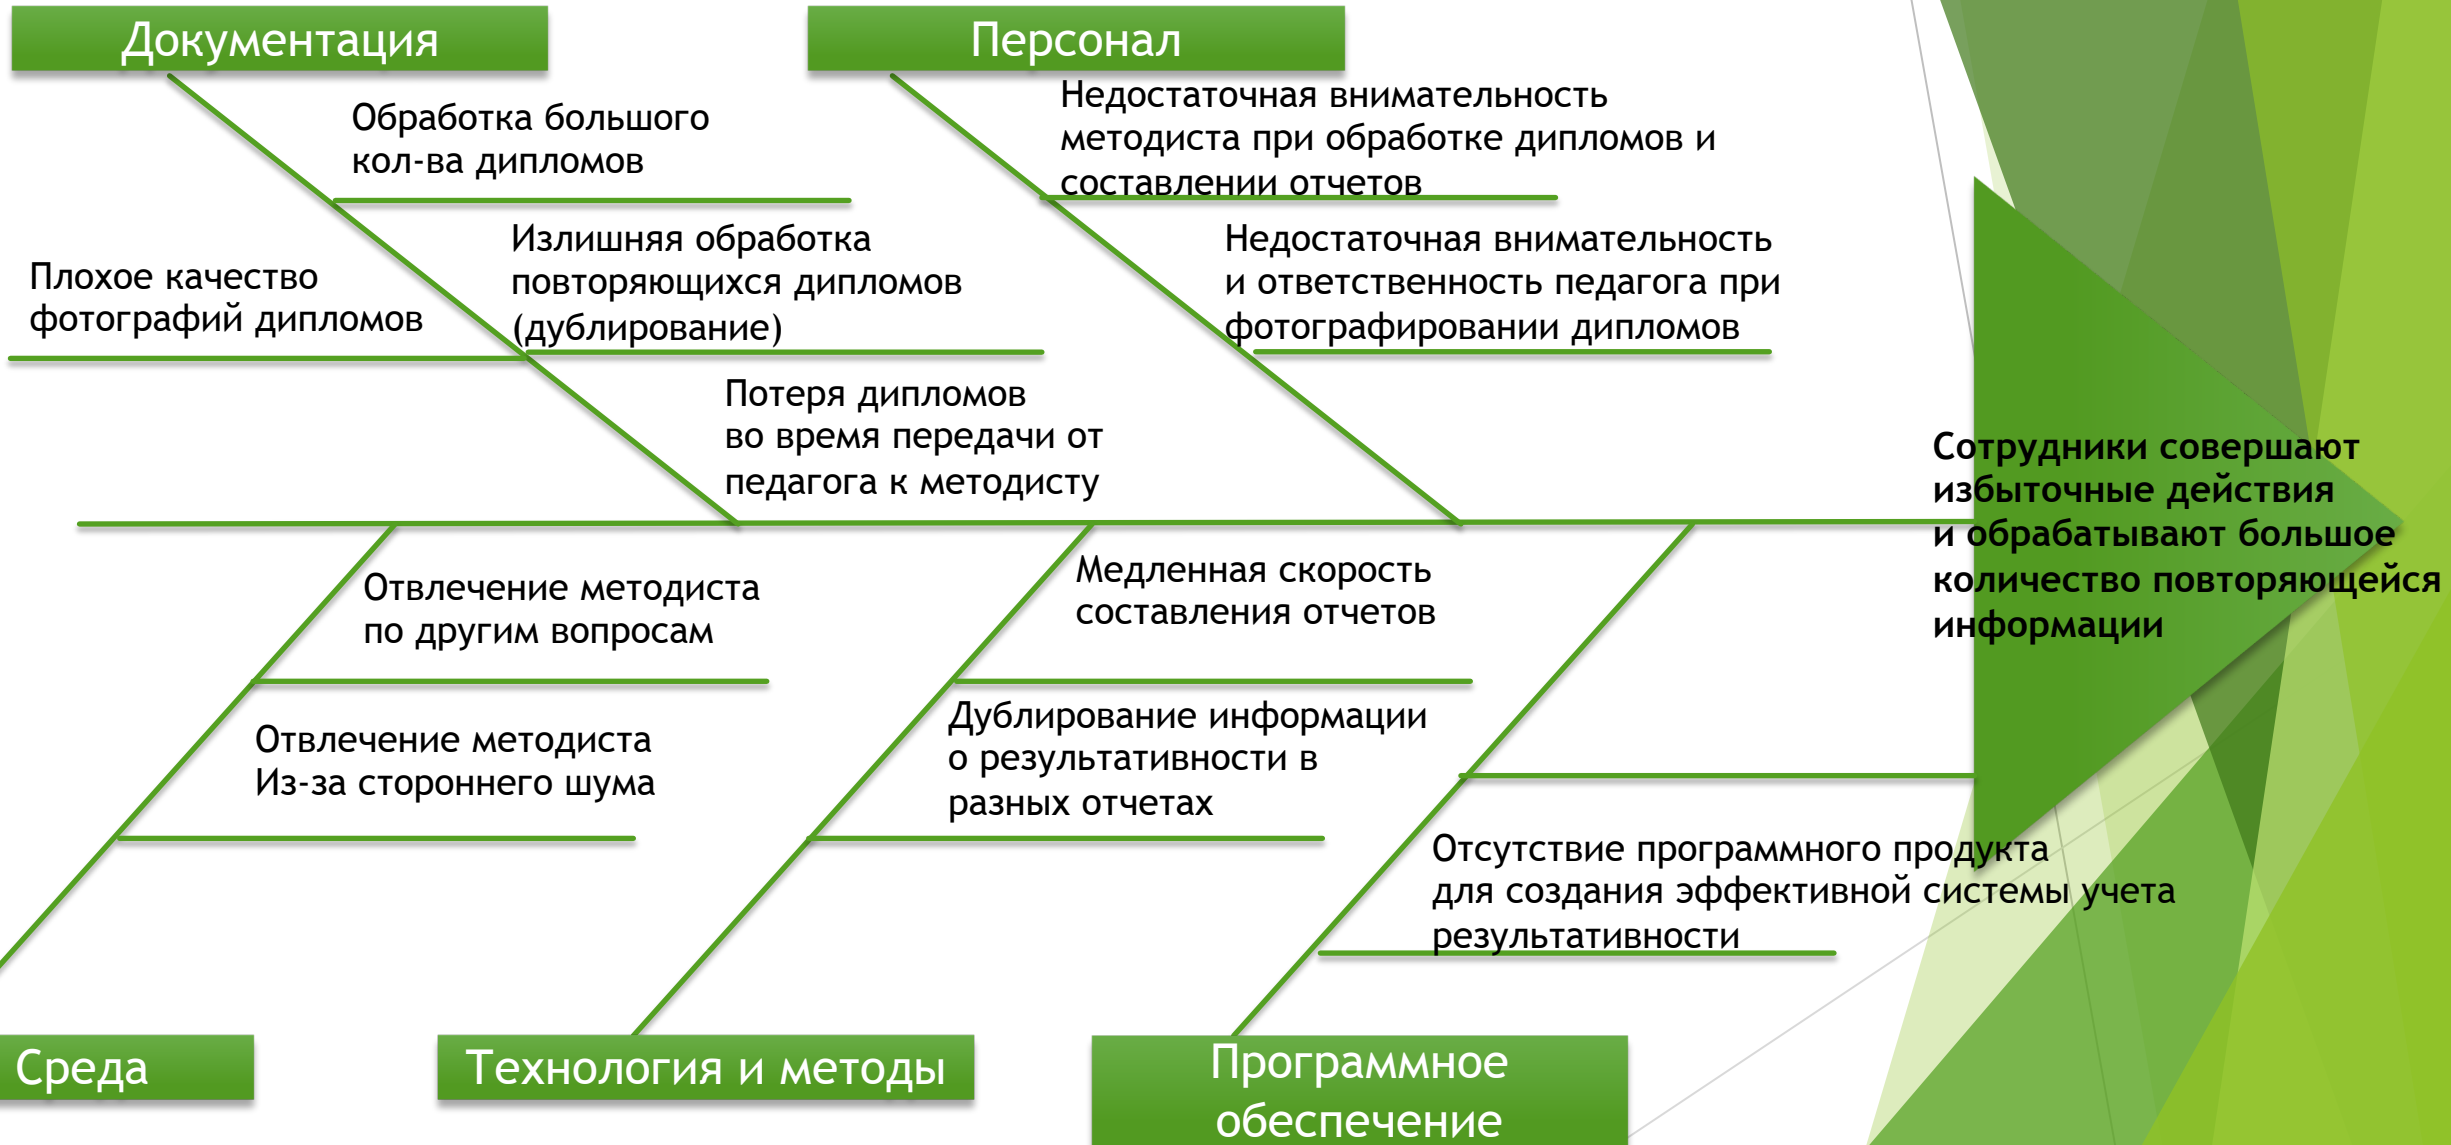 Документация
Персонал
Обработка большого
кол-ва дипломов
Недостаточная внимательность
методиста при обработке дипломов и
составлении отчетов
Плохое качество
фотографий дипломов
Излишняя обработка
повторяющихся дипломов
(дублирование)
Недостаточная внимательность
и ответственность педагога при
фотографировании дипломов
Потеря дипломов
во время передачи от
педагога к методисту
Сотрудники совершают
избыточные действия
и обрабатывают большое
количество повторяющейся
информации
Отвлечение методиста
по другим вопросам
Медленная скорость
составления отчетов
Отвлечение методиста
Из-за стороннего шума
Дублирование информации
о результативности в
разных отчетах
Отсутствие программного продукта
для создания эффективной системы учета
результативности
Среда
Технология и методы
Программное
обеспечение